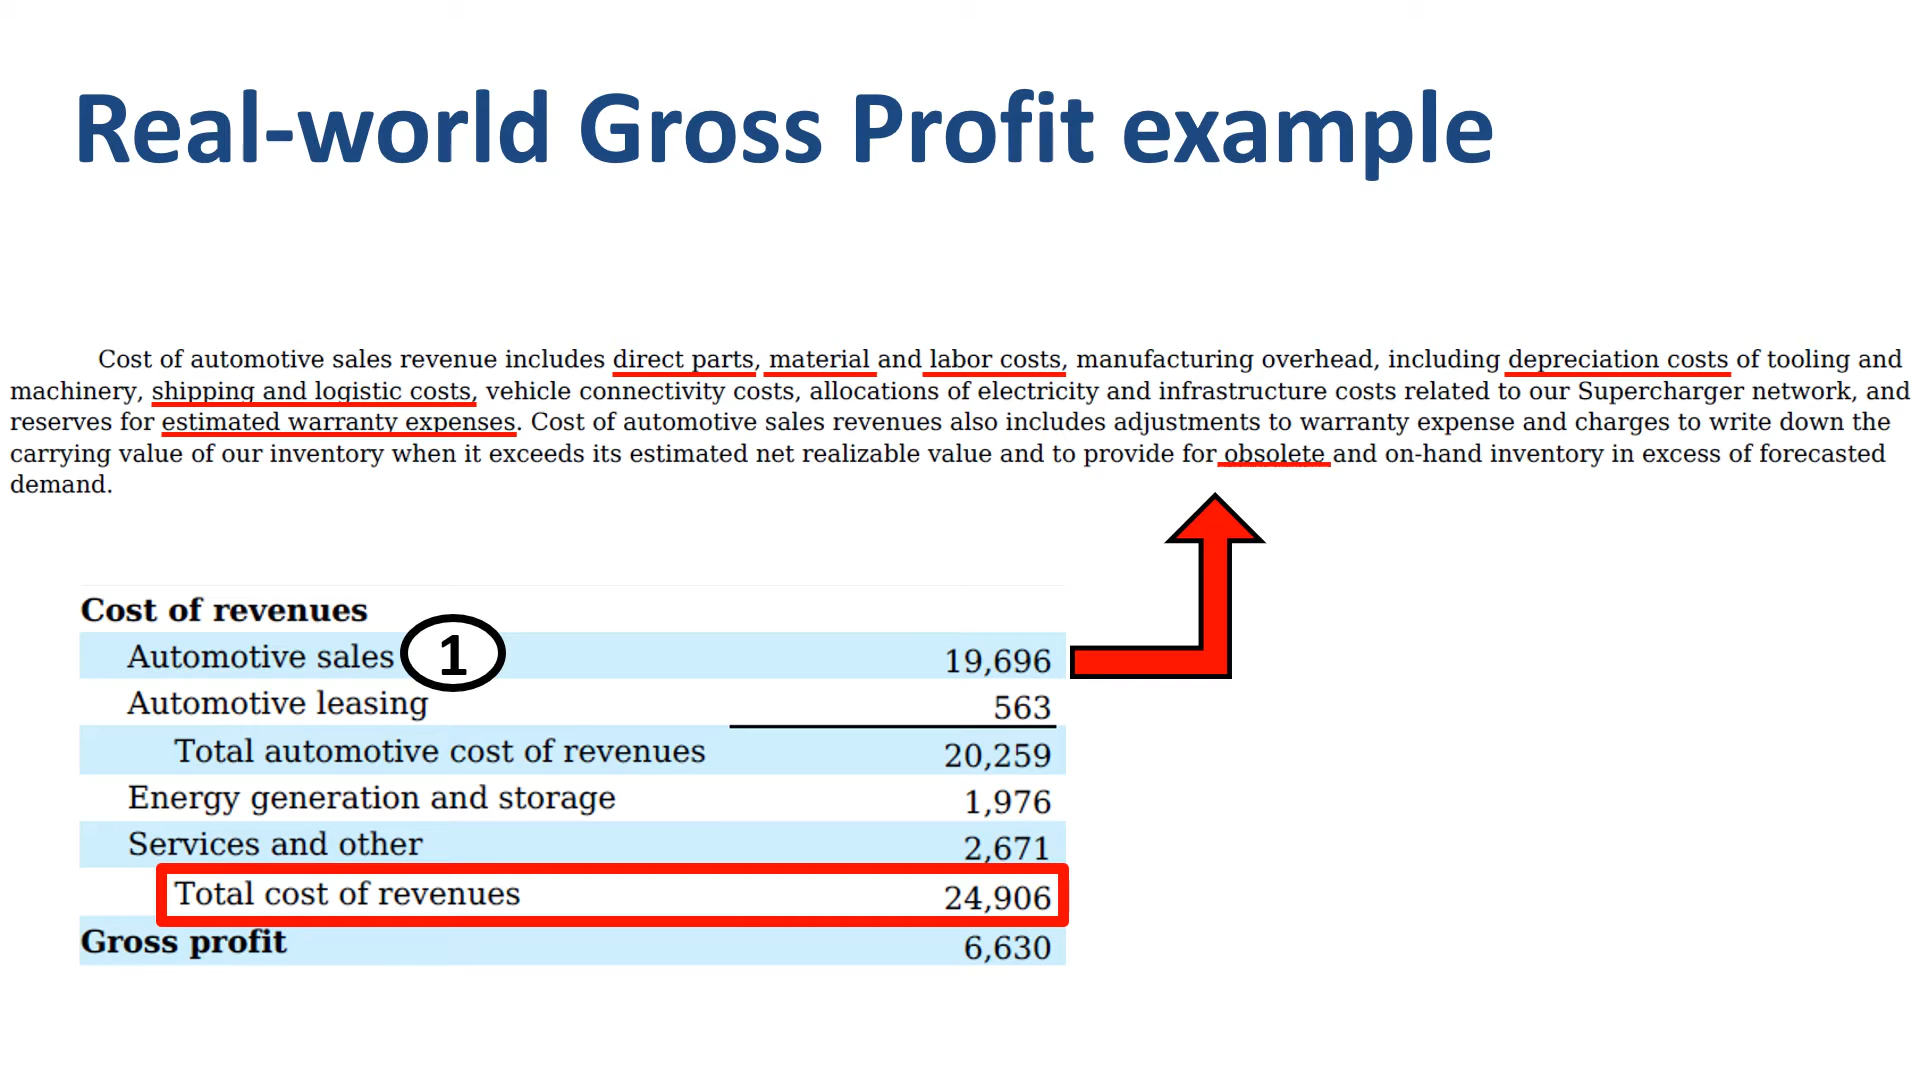 Real-world Gross Profit example
Cost of automotive sales revenue includes direct parts, material and labor costs, manufacturing overhead, including depreciation costs of tooling and
machinery, shipping and logistic costs, vehicle connectivity costs, allocations of electricity and infrastructure costs related to our Supercharger network, and
reserves for estimated warranty expenses. Cost of automotive sales revenues also includes adjustments to warranty expense and charges to write down the
carrying value of our inventory when it exceeds its estimated net realizable value and to provide for obsolete and on-hand inventory in excess of forecasted
demand.
Cost of revenues
Automotive sales 1 19,696
Automotive leasing 563
Total automotive cost of revenues 20,259
Energy generation and storage 1,976
Services and other 2,671
Total cost of revenues 24,906
Gross profit 6,630